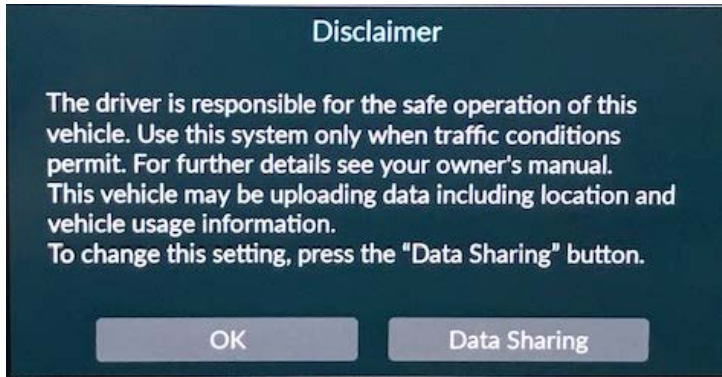 Disclaimer
The driver is responsible for the safe operation of this
vehicle. Use this system only when traffic conditions
permit. For further details see your owner's manual.
This vehicle may be uploading data including location and
vehicle usage information.
To change this setting, press the “Data Sharing” button.
OK
Data Sharing